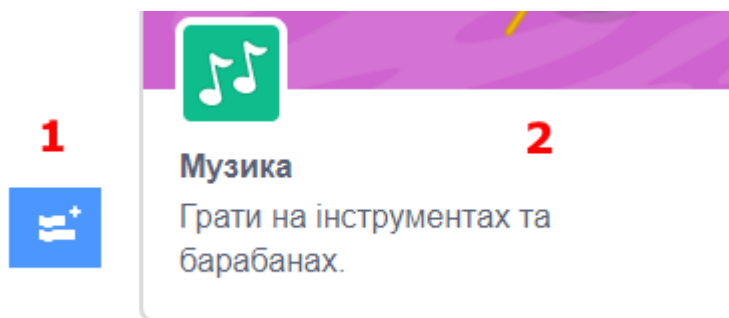 1
2
Музика
Грати на інструментах та
барабанах.